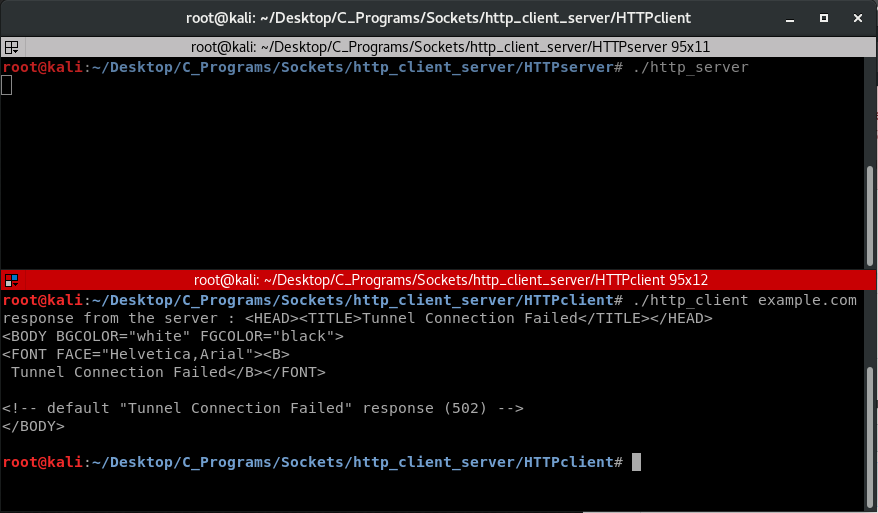 root@kali: ~/Desktop/C_Programs/Sockets/http_client_server/HTTPclient
root@kali: ~/Desktop/C_Programs/Sockets/http_client_server/HTTPserver 95x11
root@kali:~/Desktop/C_Programs/Sockets/http_client_server/HTTPserver# ./http_server
root@kali: ~/Desktop/C_Programs/Sockets/http_client_server/HTTPclient 95x12
root@kali:~/Desktop/C_Programs/Sockets/http_client_server/HTTPclient# ./http_client example.com
response from the server : <HEAD><TITLE>Tunnel Connection Failed</TITLE></HEAD>
<BODY BGCOLOR="white" FGCOLOR="black">
<FONT FACE="Helvetica,Arial"><B>
 Tunnel Connection Failed</B></FONT>
<!-- default "Tunnel Connection Failed" response (502) -->
</BODY>
root@kali:~/Desktop/C_Programs/Sockets/http_client_server/HTTPclient#